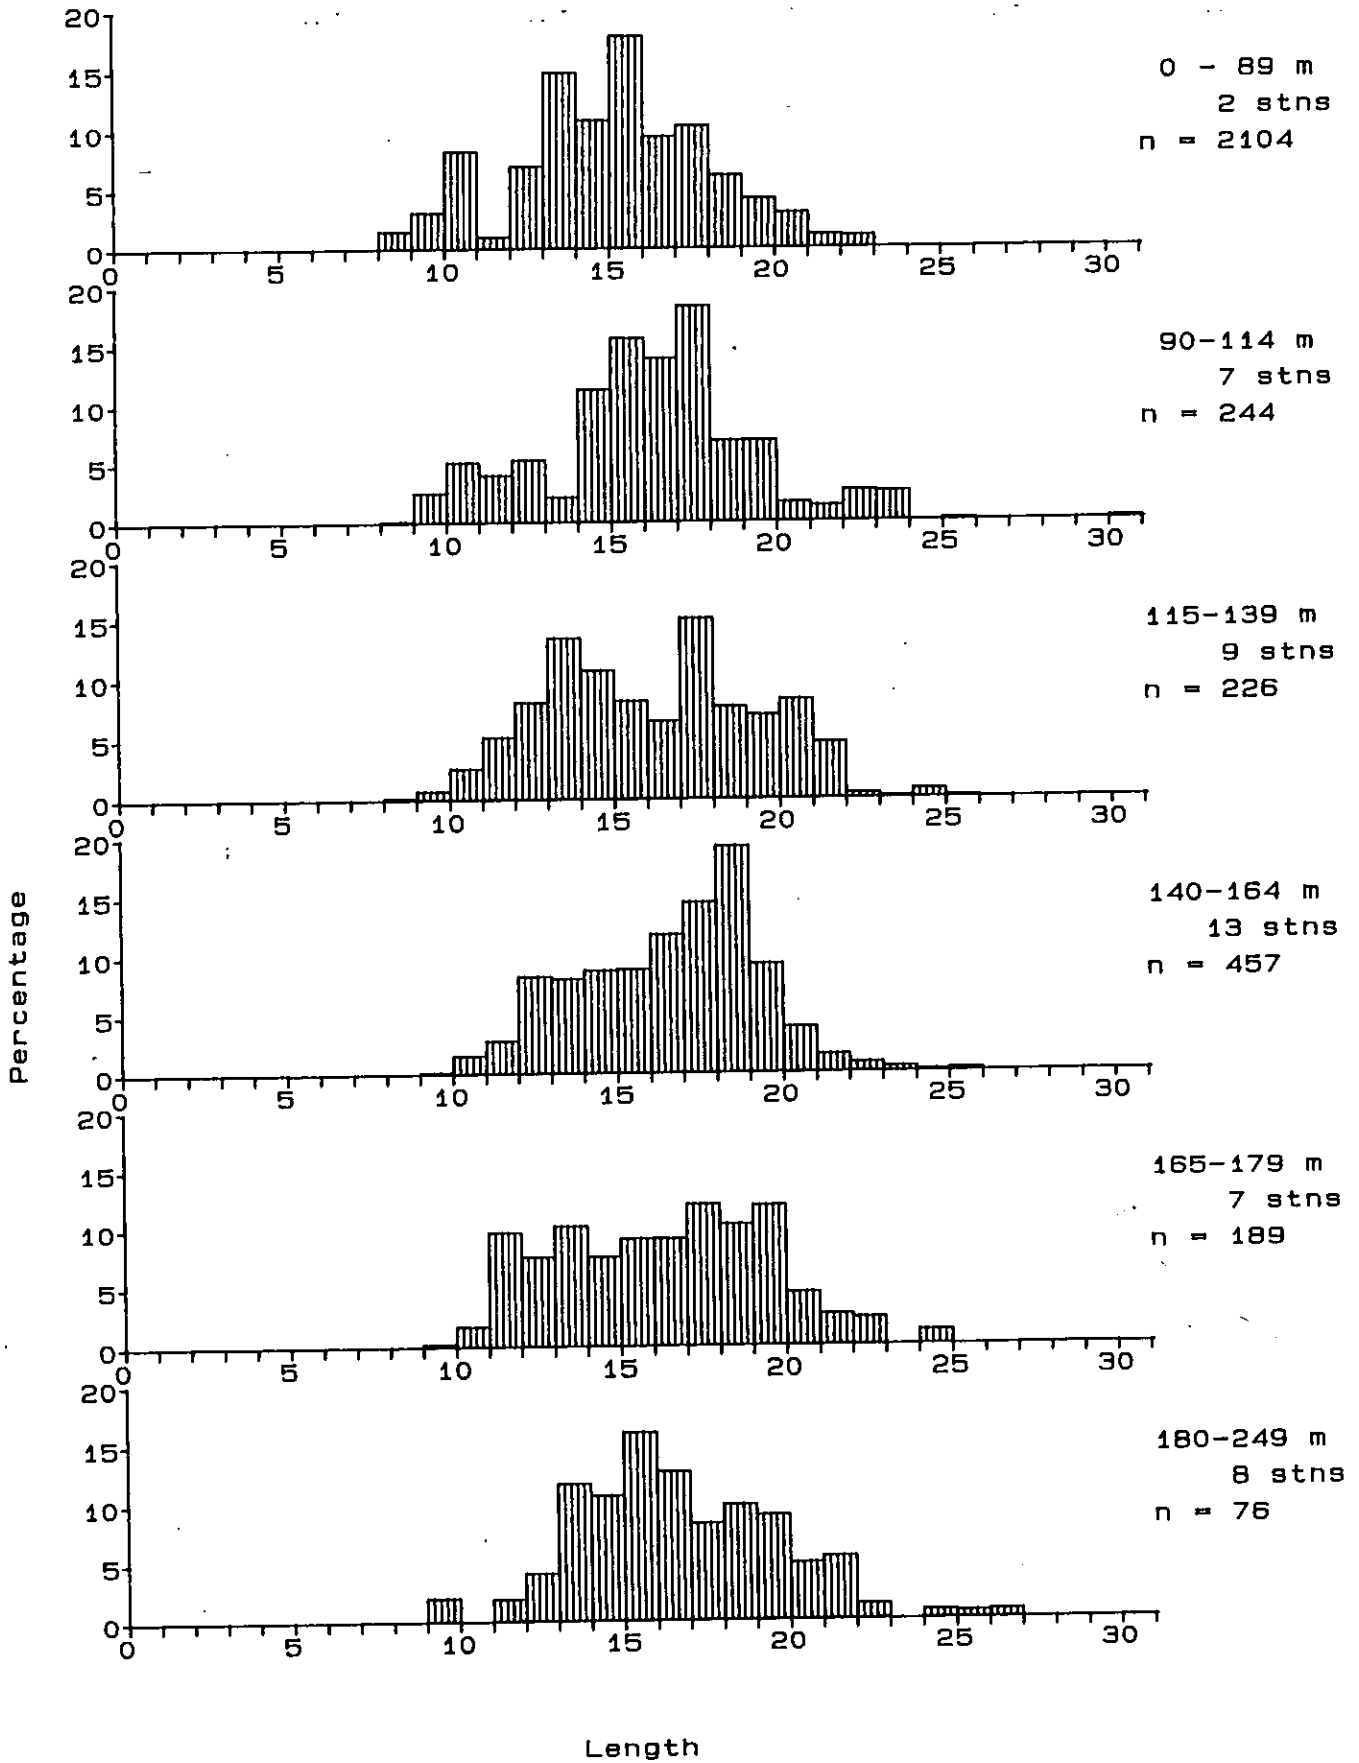 20
15
10
5
0
0 5 10 15 20 25 30
0 - 89 m
2 stns
n = 2104
20
15
10
5
0
0 5 10 15 20 25 30
90-114 m
7 stns
n = 244
20
15
10
5
0
0 5 10 15 20 25 30
115-139 m
9 stns
n = 226
20
15
10
5
0
0 5 10 15 20 25 30
140-164 m
13 stns
n = 457
20
15
10
5
0
0 5 10 15 20 25 30
165-179 m
7 stns
n = 189
20
15
10
5
0
0 5 10 15 20 25 30
180-249 m
8 stns
n = 76
Percentage
Length